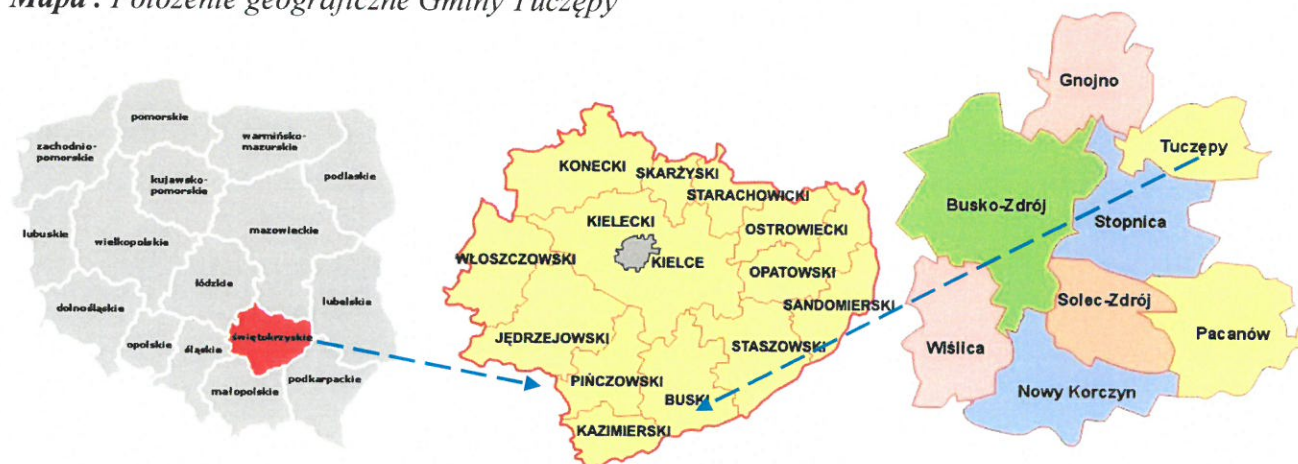 Mapa : Położenie geograficzne Gminy Tuczępy
pomorskie
zachodnio-
pomorskie
warmińsko-
mazurskie
kujawsko-
pomorskie
podlaskie
lubuskie
wielkopolskie
mazowieckie
łódzkie
dolnośląskie
lubelskie
opolskie
śląskie
świętokrzyskie
małopolskie
podkarpackie
KONECKI
SKARŻYSKI
STARACHOWICKI
KIELECKI
OSTROWIECKI
WŁOSZCZOWSKI
KIELCE
OPATOWSKI
SANDOMIERSKI
JĘDRZEJOWSKI
STASZOWSKI
PIŃCZOWSKI
BUSKI
KAZIMIERSKI
Gnojno
Tuczępy
Busko-Zdrój
Stopnica
Solec-Zdrój
Pacanów
Wiślica
Nowy Korczyn